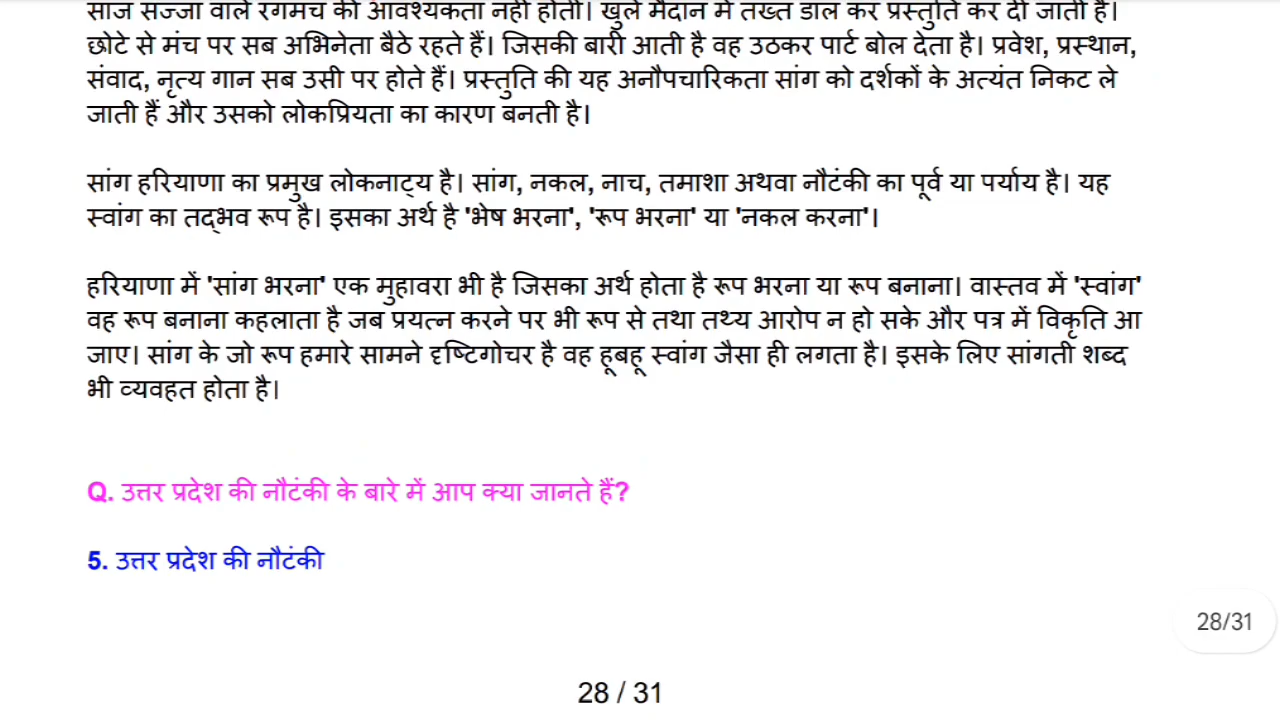 साज सज्जा वाले रंगमंच की आवश्यकता नहीं होती। खुले मैदान में तख्त डाल कर प्रस्तुति कर दी जाती है।
छोटे से मंच पर सब अभिनेता बैठे रहते हैं। जिसकी बारी आती है वह उठकर पार्ट बोल देता है। प्रवेश, प्रस्थान,
संवाद, नृत्य गान सब उसी पर होते हैं। प्रस्तुति की यह अनौपचारिकता सांग को दर्शकों के अत्यंत निकट ले
जाती हैं और उसको लोकप्रियता का कारण बनती है।
सांग हरियाणा का प्रमुख लोकनाट्य है। सांग, नकल, नाच, तमाशा अथवा नौटंकी का पूर्व या पर्याय है। यह
स्वांग का तद्भव रूप है। इसका अर्थ है 'भेष भरना', 'रूप भरना' या 'नकल करना'।
हरियाणा में 'सांग भरना' एक मुहावरा भी है जिसका अर्थ होता है रूप भरना या रूप बनाना। वास्तव में 'स्वांग'
वह रूप बनाना कहलाता है जब प्रयत्न करने पर भी रूप से तथा तथ्य आरोप न हो सके और पत्र में विकृति आ
जाए। सांग के जो रूप हमारे सामने दृष्टिगोचर है वह हूबहू स्वांग जैसा ही लगता है। इसके लिए सांगती शब्द
भी व्यवहत होता है।
Q. उत्तर प्रदेश की नौटंकी के बारे में आप क्या जानते हैं?
5. उत्तर प्रदेश की नौटंकी
28/31
28 / 31